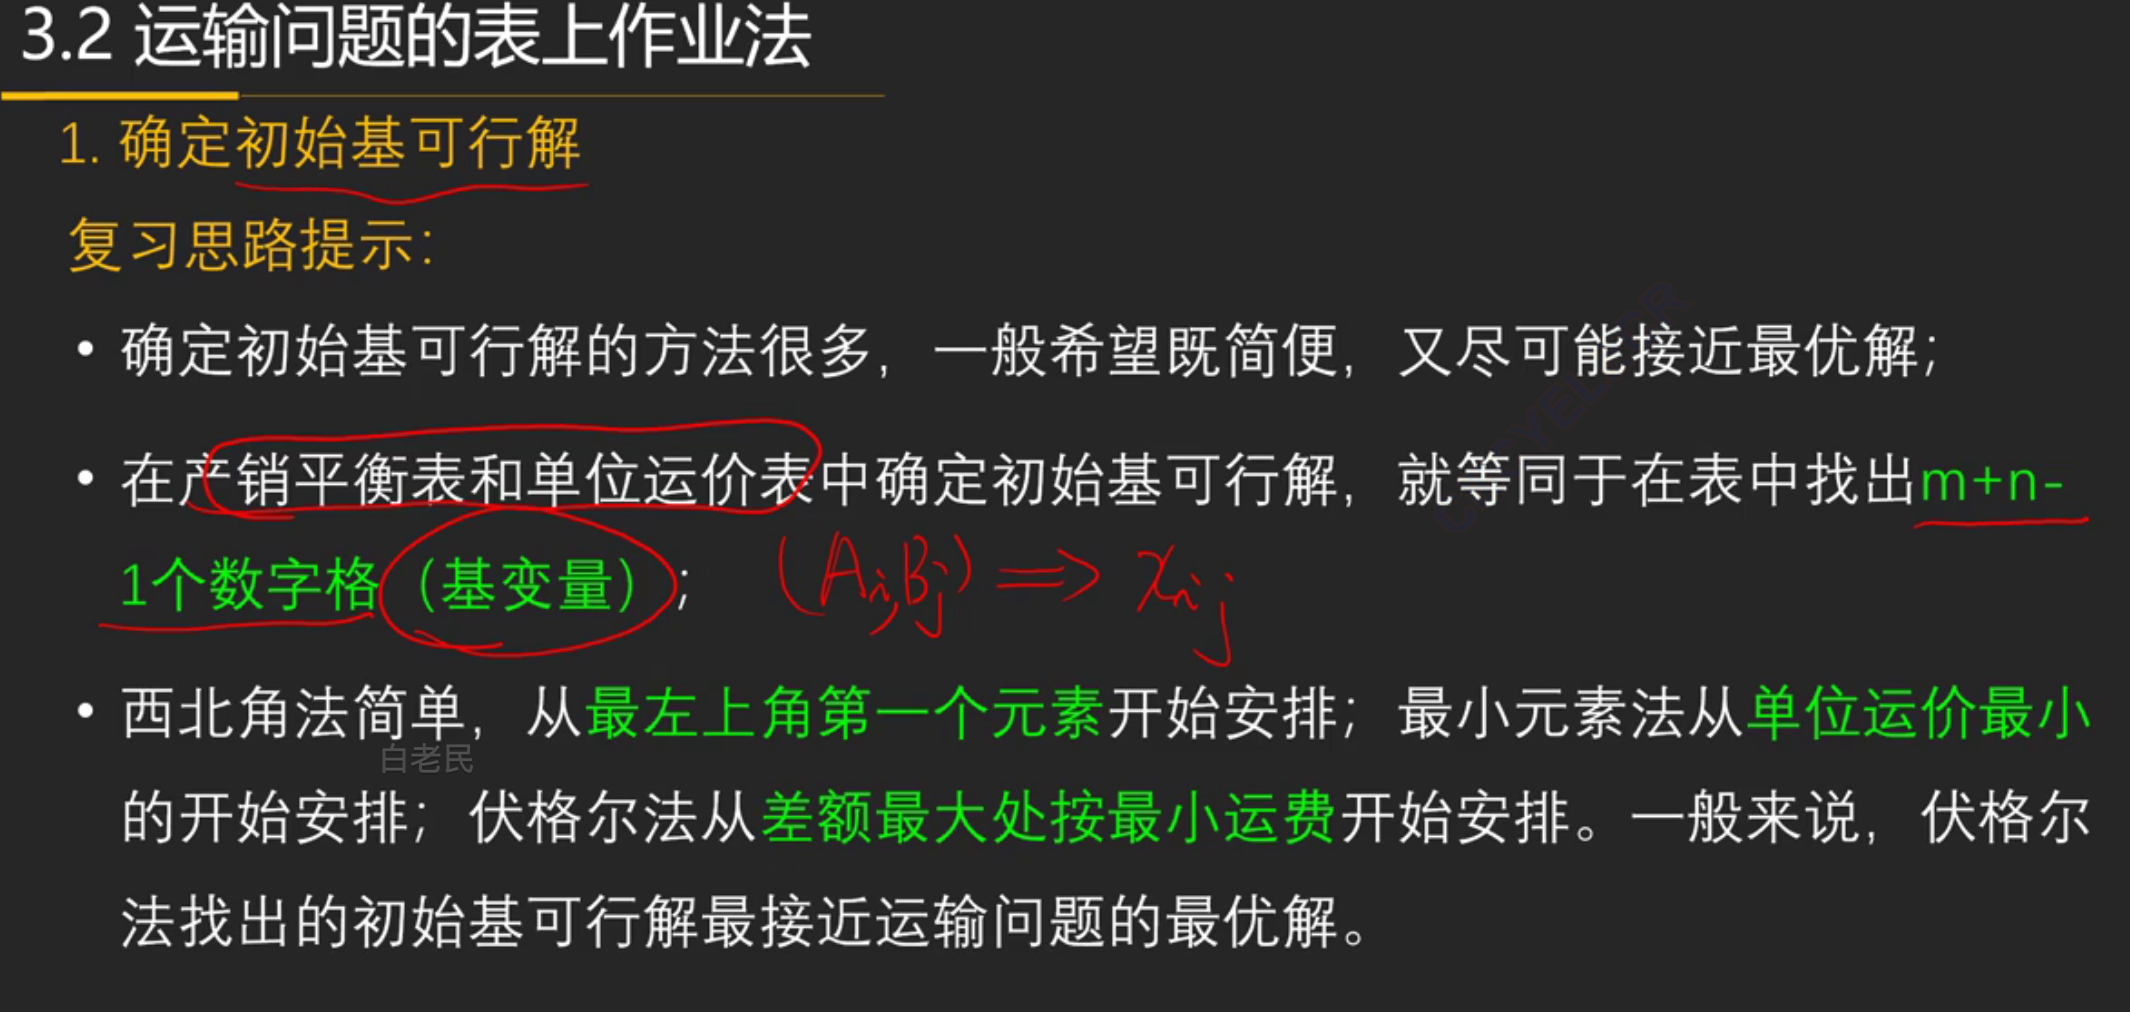 3.2 运输问题的表上作业法
1. 确定初始基可行解
复习思路提示：
• 确定初始基可行解的方法很多，一般希望既简便，又尽可能接近最优解；
• 在产销平衡表和单位运价表中确定初始基可行解，就等同于在表中找出m+n-
1个数字格（基变量）；  (Ai,Bj) ⟹ xij
• 西北角法简单，从最左上角第一个元素开始安排；最小元素法从单位运价最小
白老民
的开始安排；伏格尔法从差额最大处按最小运费开始安排。一般来说，伏格尔
法找出的初始基可行解最接近运输问题的最优解。